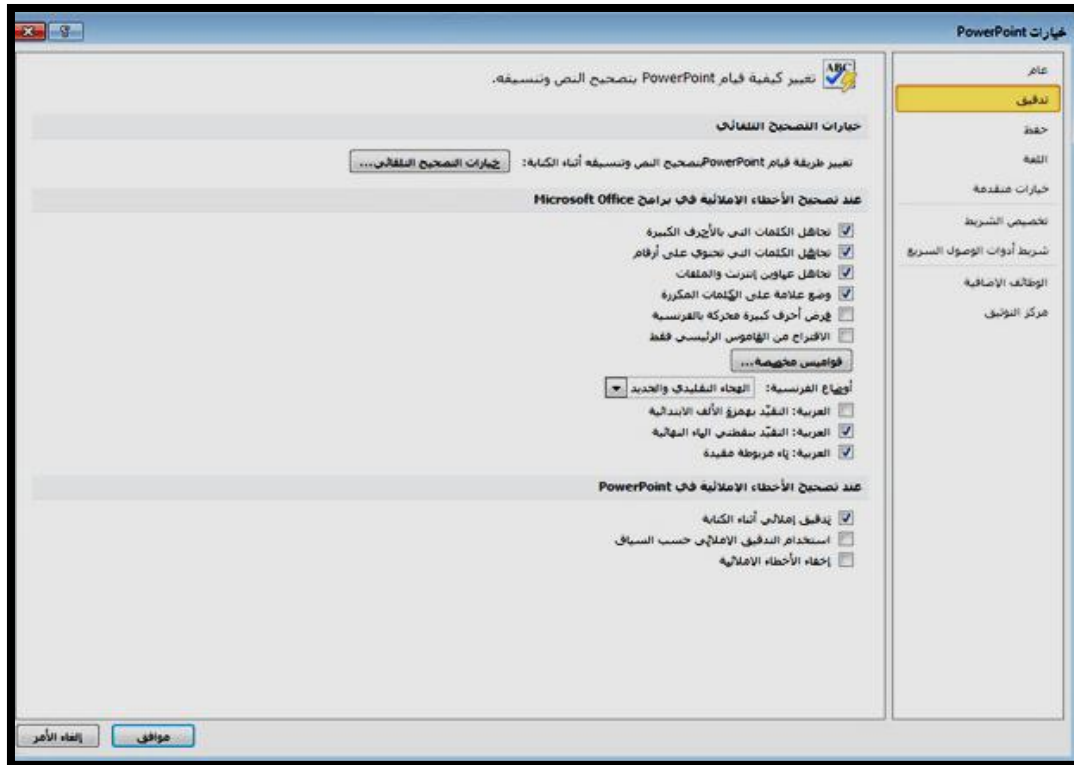 خيارات PowerPoint
عام
تدقيق
حفظ
اللغة
خيارات متقدمة
تخصيص الشريط
شريط أدوات الوصول السريع
الوظائف الإضافية
مركز التوثيق
ABC
تغيير كيفية قيام PowerPoint بتصحيح النص وتنسيقه.
خيارات التصحيح التلقائي
تغيير طريقة قيام PowerPointبتصحيح النص وتنسيقه أثناء الكتابة: خيارات التصحيح التلقائي...
عند تصحيح الأخطاء الإملائية في برامج Microsoft Office
تجاهل الكلمات التي بالأحرف الكبيرة
تجاهل الكلمات التي تحتوي على أرقام
تجاهل عناوين إنترنت والملفات
وضع علامة على الكلمات المكررة
فرض أحرف كبيرة محركة بالفرنسية
الاقتراح من القاموس الرئيسي فقط
قواميس مخصصة...
أوضاع الفرنسية: الهجاء التقليدي والجديد
العربية: التقيّد بهمزة الألف الابتدائية
العربية: التقيّد بنقطتي الياء النهائية
العربية: تاء مربوطة مقيدة
عند تصحيح الأخطاء الإملائية في PowerPoint
تدقيق إملائي أثناء الكتابة
استخدام التدقيق الإملائي حسب السياق
إخفاء الأخطاء الإملائية
موافق
إلغاء الأمر